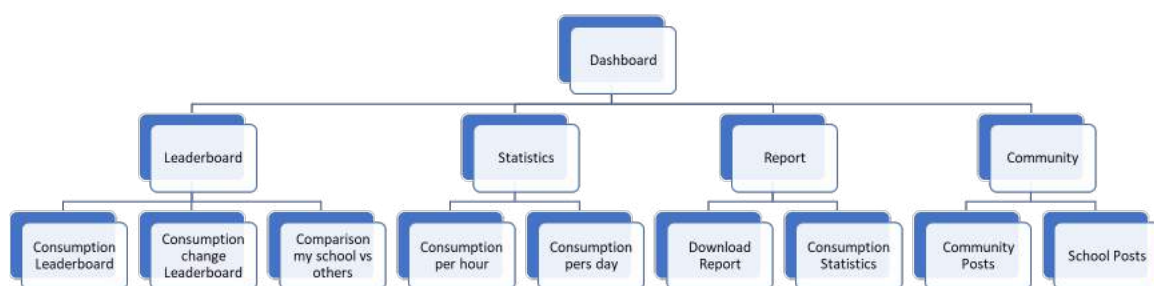 Dashboard
Leaderboard
Statistics
Report
Community
Consumption
Leaderboard
Consumption
change
Leaderboard
Comparison
my school vs
others
Consumption
per hour
Consumption
pers day
Download
Report
Consumption
Statistics
Community
Posts
School Posts